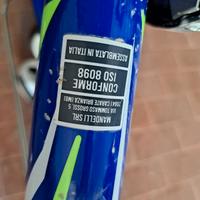 MANDELLI SRL
VIA TOMMASO GROSSI, 5
20841 CARATE BRIANZA (MB)
CONFORME
ISO 8098
ASSEMBLATA IN ITALIA